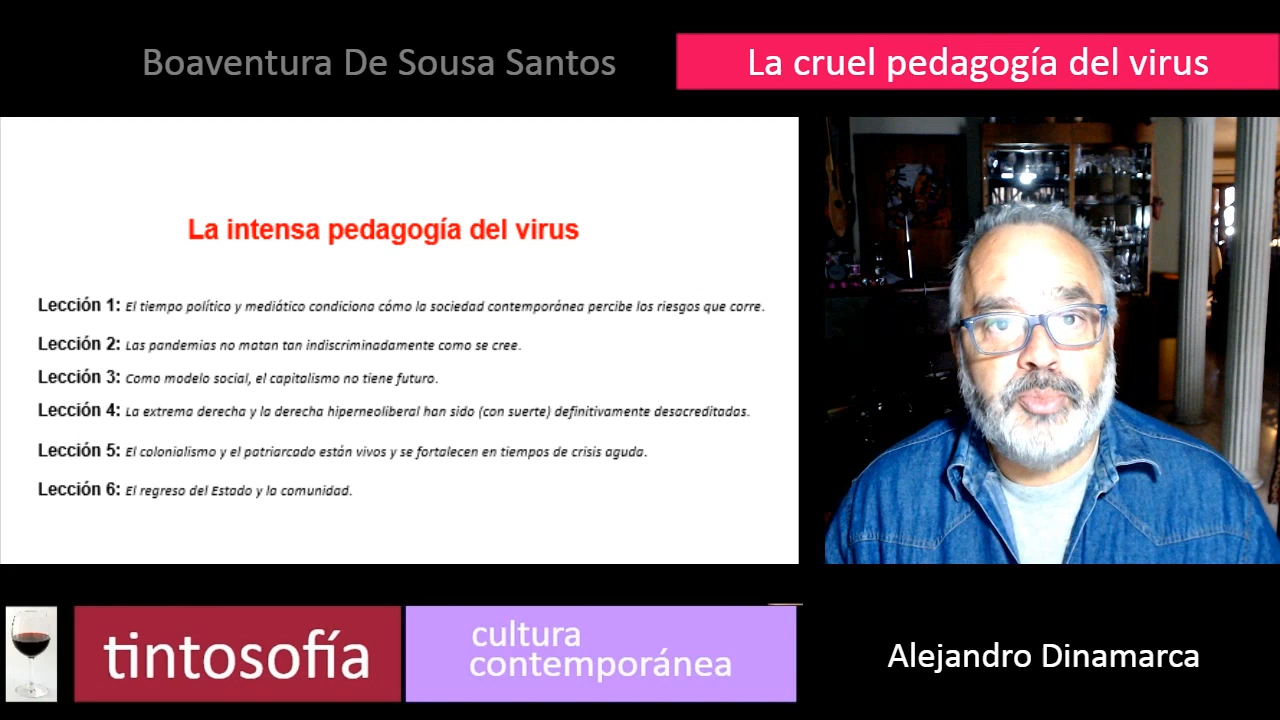 Boaventura De Sousa Santos
La cruel pedagogía del virus
La intensa pedagogía del virus
Lección 1: El tiempo político y mediático condiciona cómo la sociedad contemporánea percibe los riesgos que corre.
Lección 2: Las pandemias no matan tan indiscriminadamente como se cree.
Lección 3: Como modelo social, el capitalismo no tiene futuro.
Lección 4: La extrema derecha y la derecha hiperneoliberal han sido (con suerte) definitivamente desacreditadas.
Lección 5: El colonialismo y el patriarcado están vivos y se fortalecen en tiempos de crisis aguda.
Lección 6: El regreso del Estado y la comunidad.
tintosofía
cultura
contemporánea
Alejandro Dinamarca